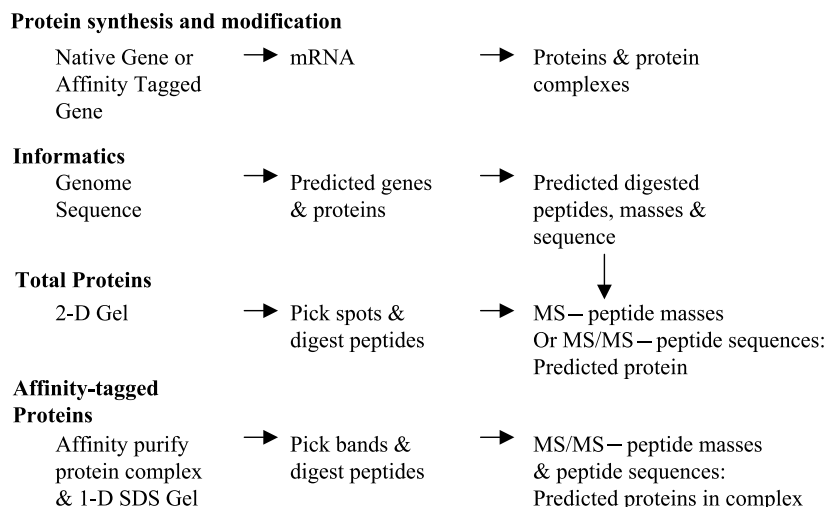 Protein synthesis and modification
Native Gene or
Affinity Tagged
Gene
mRNA
Proteins & protein
complexes
Informatics
Genome
Sequence
Predicted genes
& proteins
Predicted digested
peptides, masses &
sequence
Total Proteins
2-D Gel
Pick spots &
digest peptides
MS—peptide masses
Or MS/MS—peptide sequences:
Predicted protein
Affinity-tagged
Proteins
Affinity purify
protein complex
& 1-D SDS Gel
Pick bands &
digest peptides
MS/MS—peptide masses
& peptide sequences:
Predicted proteins in complex